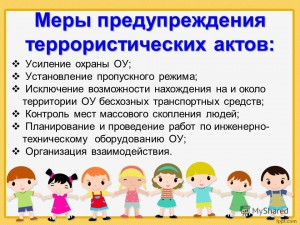 Меры предупреждения
террористических актов:
❖ Усиление охраны ОУ;
❖ Установление пропускного режима;
❖ Исключение возможности нахождения на и около
территории ОУ бесхозных транспортных средств;
❖ Контроль мест массового скопления людей;
❖ Планирование и проведение работ по инженерно-
техническому оборудованию ОУ;
❖ Организация взаимодействия.
MyShared